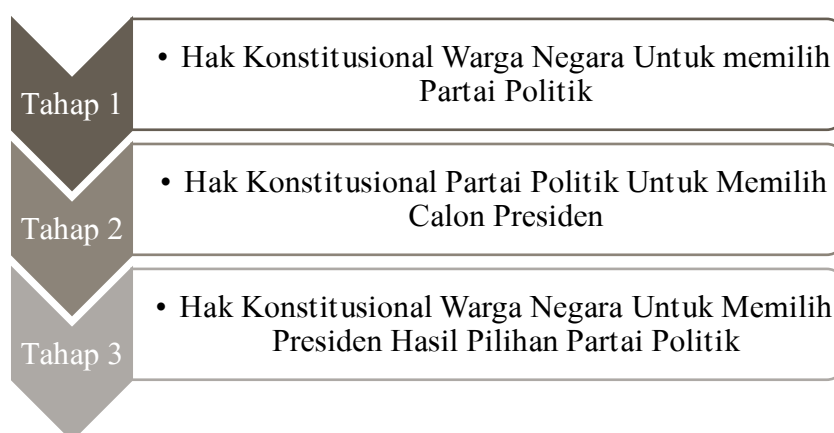 Tahap 1
• Hak Konstitusional Warga Negara Untuk memilih
Partai Politik
Tahap 2
• Hak Konstitusional Partai Politik Untuk Memilih
Calon Presiden
Tahap 3
• Hak Konstitusional Warga Negara Untuk Memilih
Presiden Hasil Pilihan Partai Politik